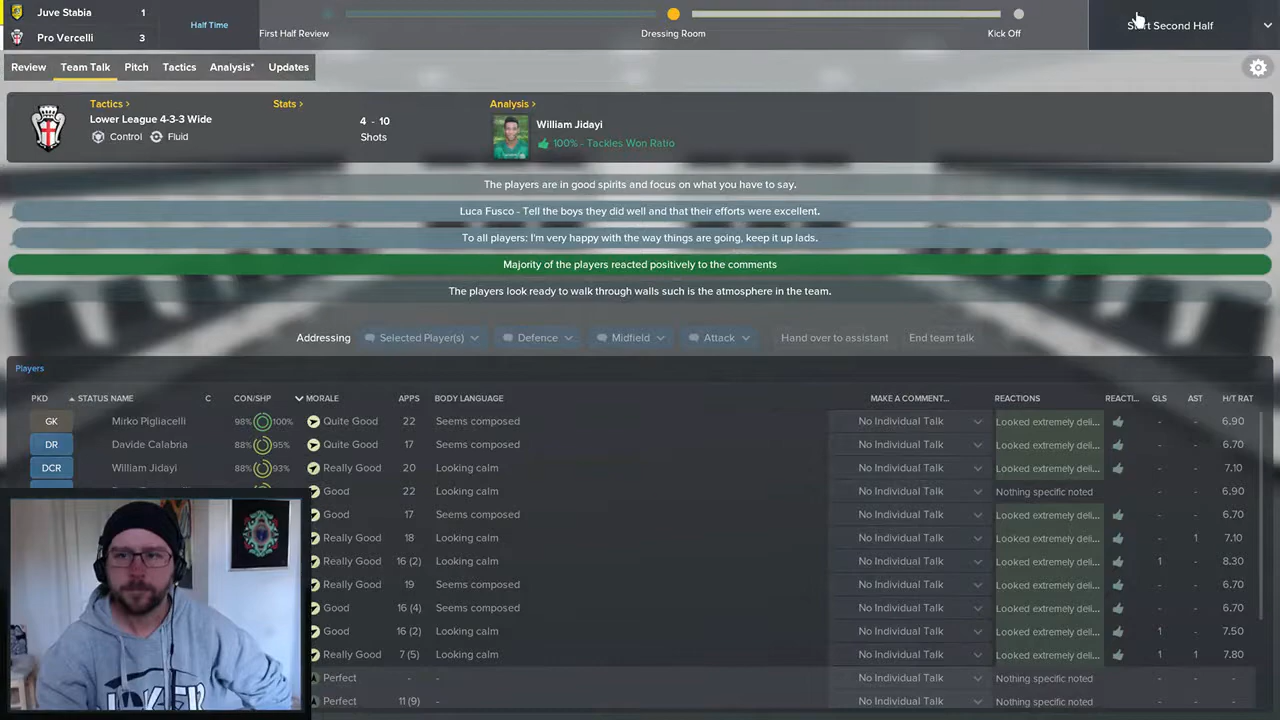 Juve Stabia 1
Pro Vercelli 3
Half Time
First Half Review
Dressing Room
Kick Off
Start Second Half
Review Team Talk Pitch Tactics Analysis* Updates
Tactics >
Lower League 4-3-3 Wide
Control Fluid
Stats >
4 - 10
Shots
Analysis >
William Jidayi
100% - Tackles Won Ratio
The players are in good spirits and focus on what you have to say.
Luca Fusco - Tell the boys they did well and that their efforts were excellent.
To all players: I'm very happy with the way things are going, keep it up lads.
Majority of the players reacted positively to the comments
The players look ready to walk through walls such is the atmosphere in the team.
Addressing Selected Player(s) Defence Midfield Attack Hand over to assistant End team talk
Players
PKD STATUS NAME C CON/SHP MORALE APPS BODY LANGUAGE MAKE A COMMENT... REACTIONS REACTI... GLS AST H/T RAT
GK Mirko Pigliacelli 98% 100% Quite Good 22 Seems composed No Individual Talk Looked extremely deli... - - 6.90
DR Davide Calabria 88% 95% Quite Good 17 Seems composed No Individual Talk Looked extremely deli... - - 6.70
DCR William Jidayi 88% 93% Really Good 20 Looking calm No Individual Talk Looked extremely deli... - - 7.10
Good 22 Looking calm No Individual Talk Nothing specific noted - - 6.90
Good 17 Seems composed No Individual Talk Looked extremely deli... - - 6.70
Really Good 18 Looking calm No Individual Talk Looked extremely deli... - 1 7.10
Really Good 16 (2) Looking calm No Individual Talk Looked extremely deli... 1 - 8.30
Really Good 19 Seems composed No Individual Talk Looked extremely deli... - - 6.70
Good 16 (4) Seems composed No Individual Talk Looked extremely deli... - - 6.70
Good 16 (2) Looking calm No Individual Talk Looked extremely deli... 1 - 7.50
Really Good 7 (5) Looking calm No Individual Talk Looked extremely deli... 1 1 7.80
Perfect - - No Individual Talk Nothing specific noted - - -
Perfect 11 (9) - No Individual Talk Nothing specific noted - - -